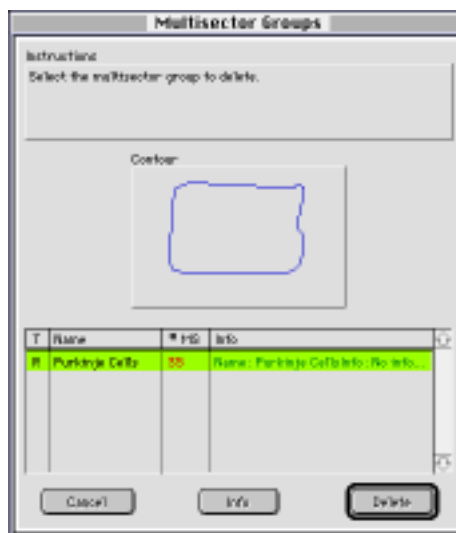 Multisector Groups
Instructions
Select the multisector group to delete.
Contour
T Name # MS Info
M Purkinje Cells Name : Purkinje Cells Info : No info...
Cancel Info Delete